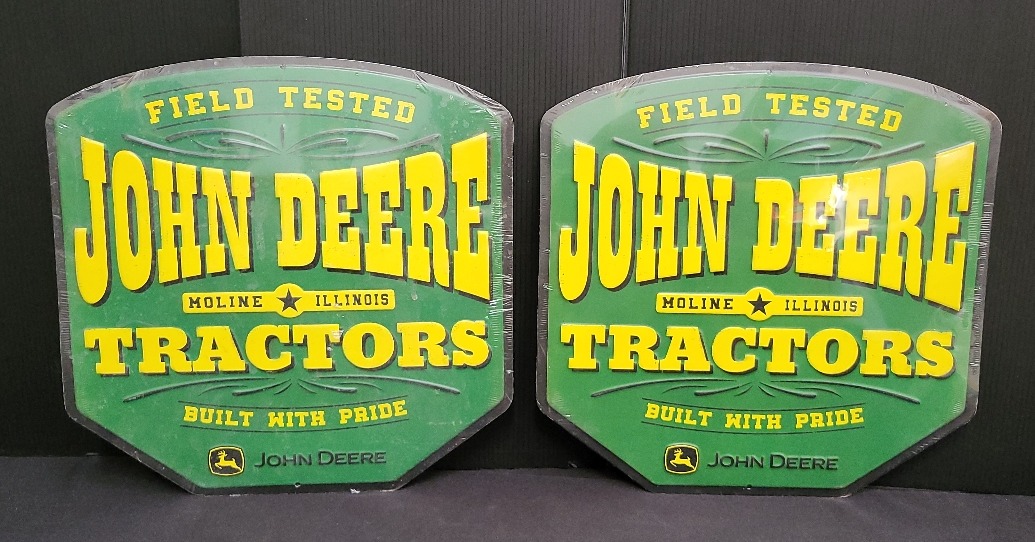 FIELD TESTED
JOHN DEERE
MOLINE ★ ILLINOIS
TRACTORS
BUILT WITH PRIDE
JOHN DEERE
FIELD TESTED
JOHN DEERE
MOLINE ★ ILLINOIS
TRACTORS
BUILT WITH PRIDE
JOHN DEERE